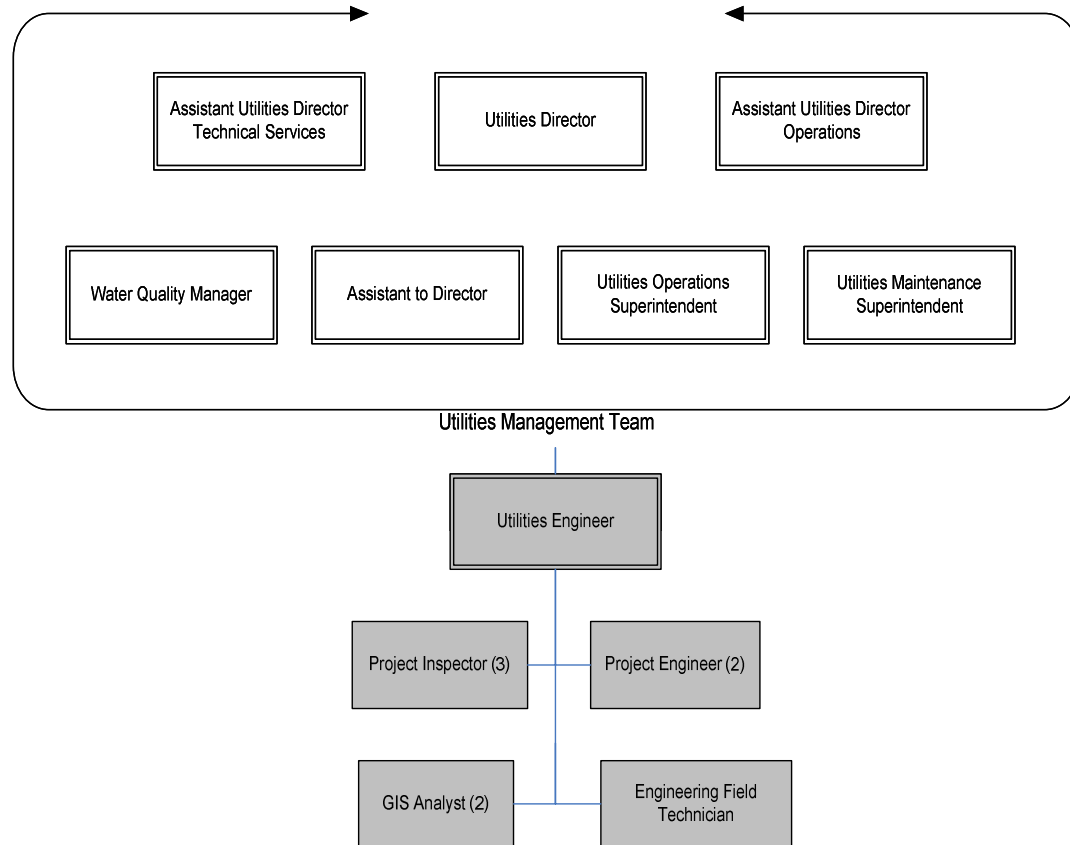 Assistant Utilities Director
Technical Services
Utilities Director
Assistant Utilities Director
Operations
Water Quality Manager
Assistant to Director
Utilities Operations
Superintendent
Utilities Maintenance
Superintendent
Utilities Management Team
Utilities Engineer
Project Inspector (3)
Project Engineer (2)
GIS Analyst (2)
Engineering Field
Technician